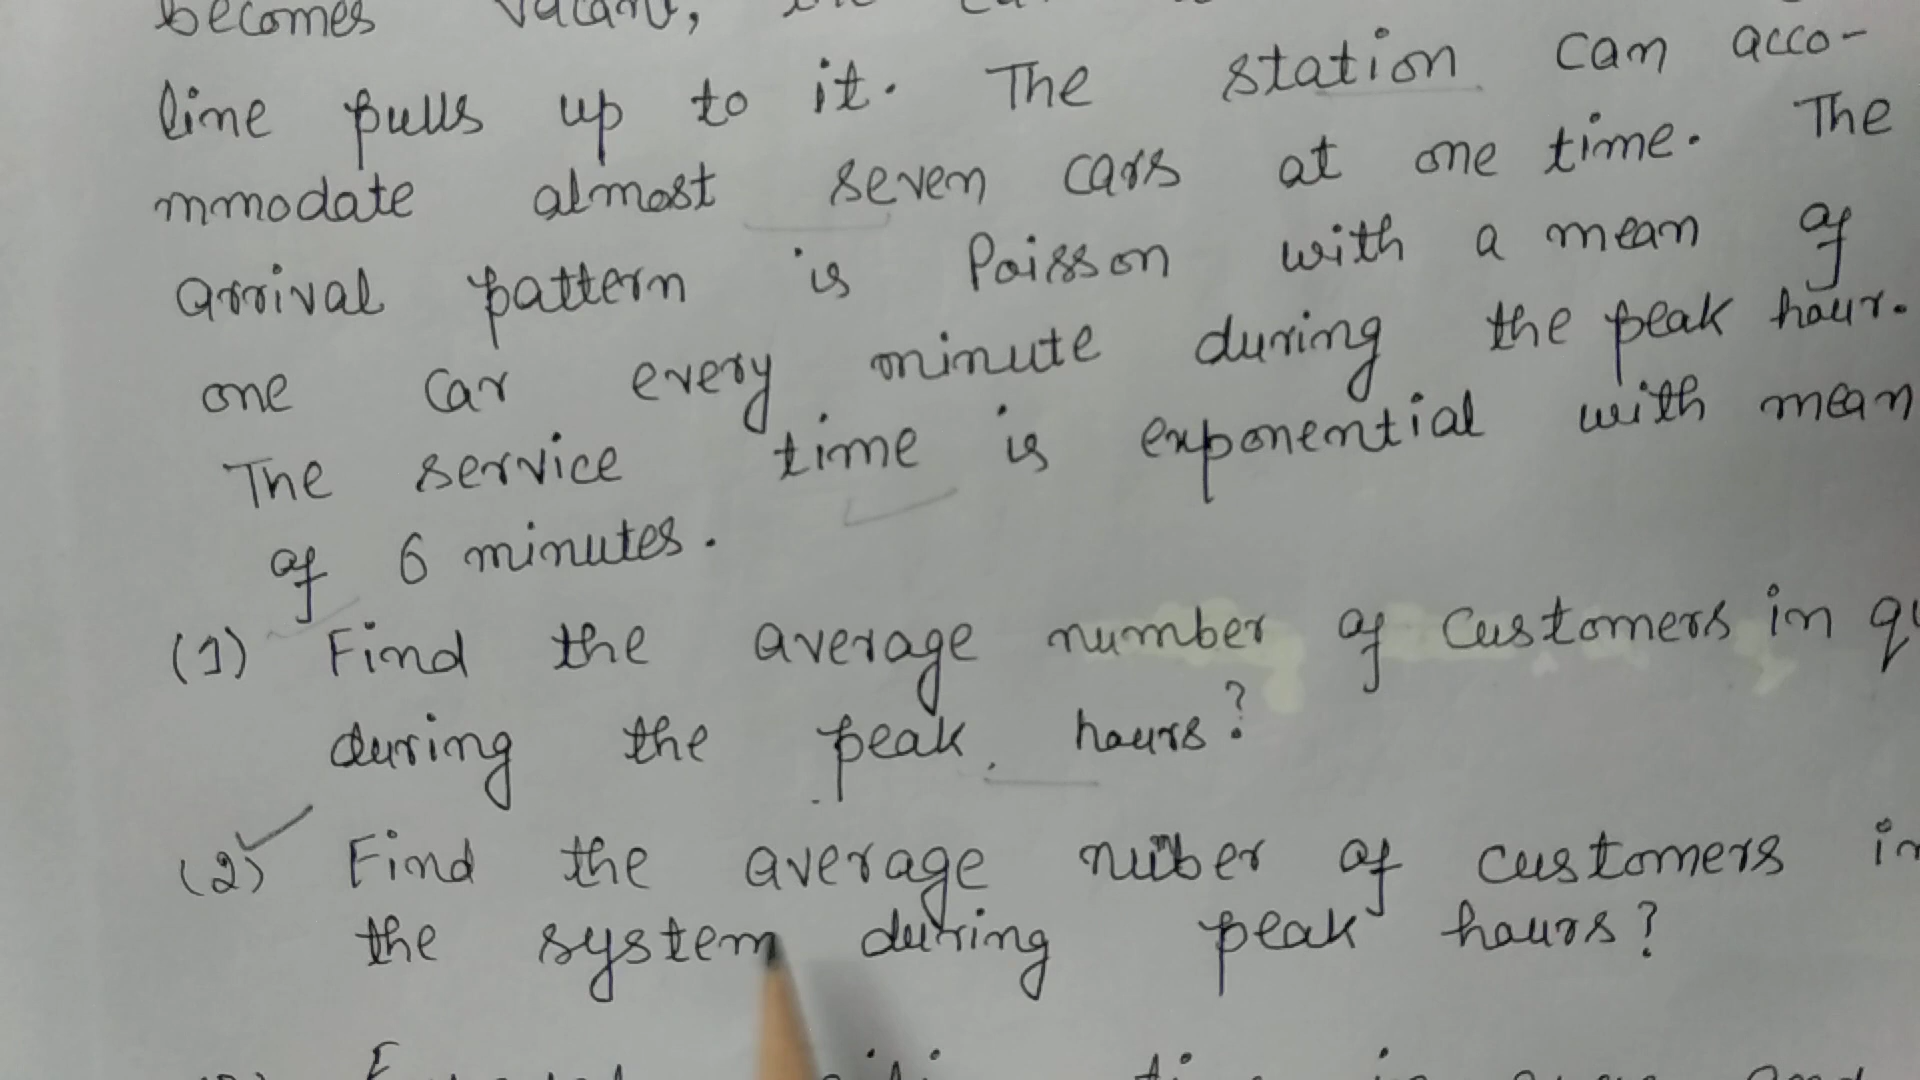 becomes vacant,
line pulls up to it. The station can acco-
mmodate almost seven cars at one time. The
arrival pattern is Poisson with a mean of
one car every minute during the peak hour.
The service time is exponential with mean
of 6 minutes.
(1) Find the average number of customers in
during the peak hours?
(2) Find the average nuber of customers in
the system during peak hours?